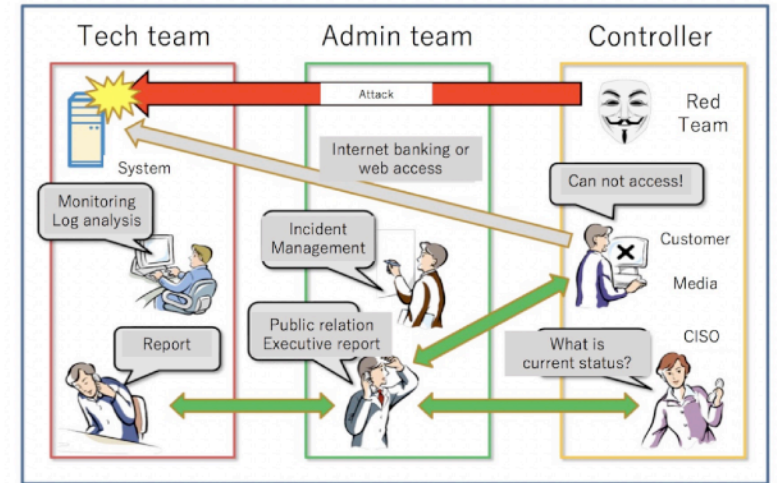 Tech team
Admin team
Controller
Attack
Red
Team
System
Internet banking or
web access
Can not access!
Monitoring
Log analysis
Incident
Management
Customer
Media
Public relation
Executive report
Report
What is
current status?
CISO